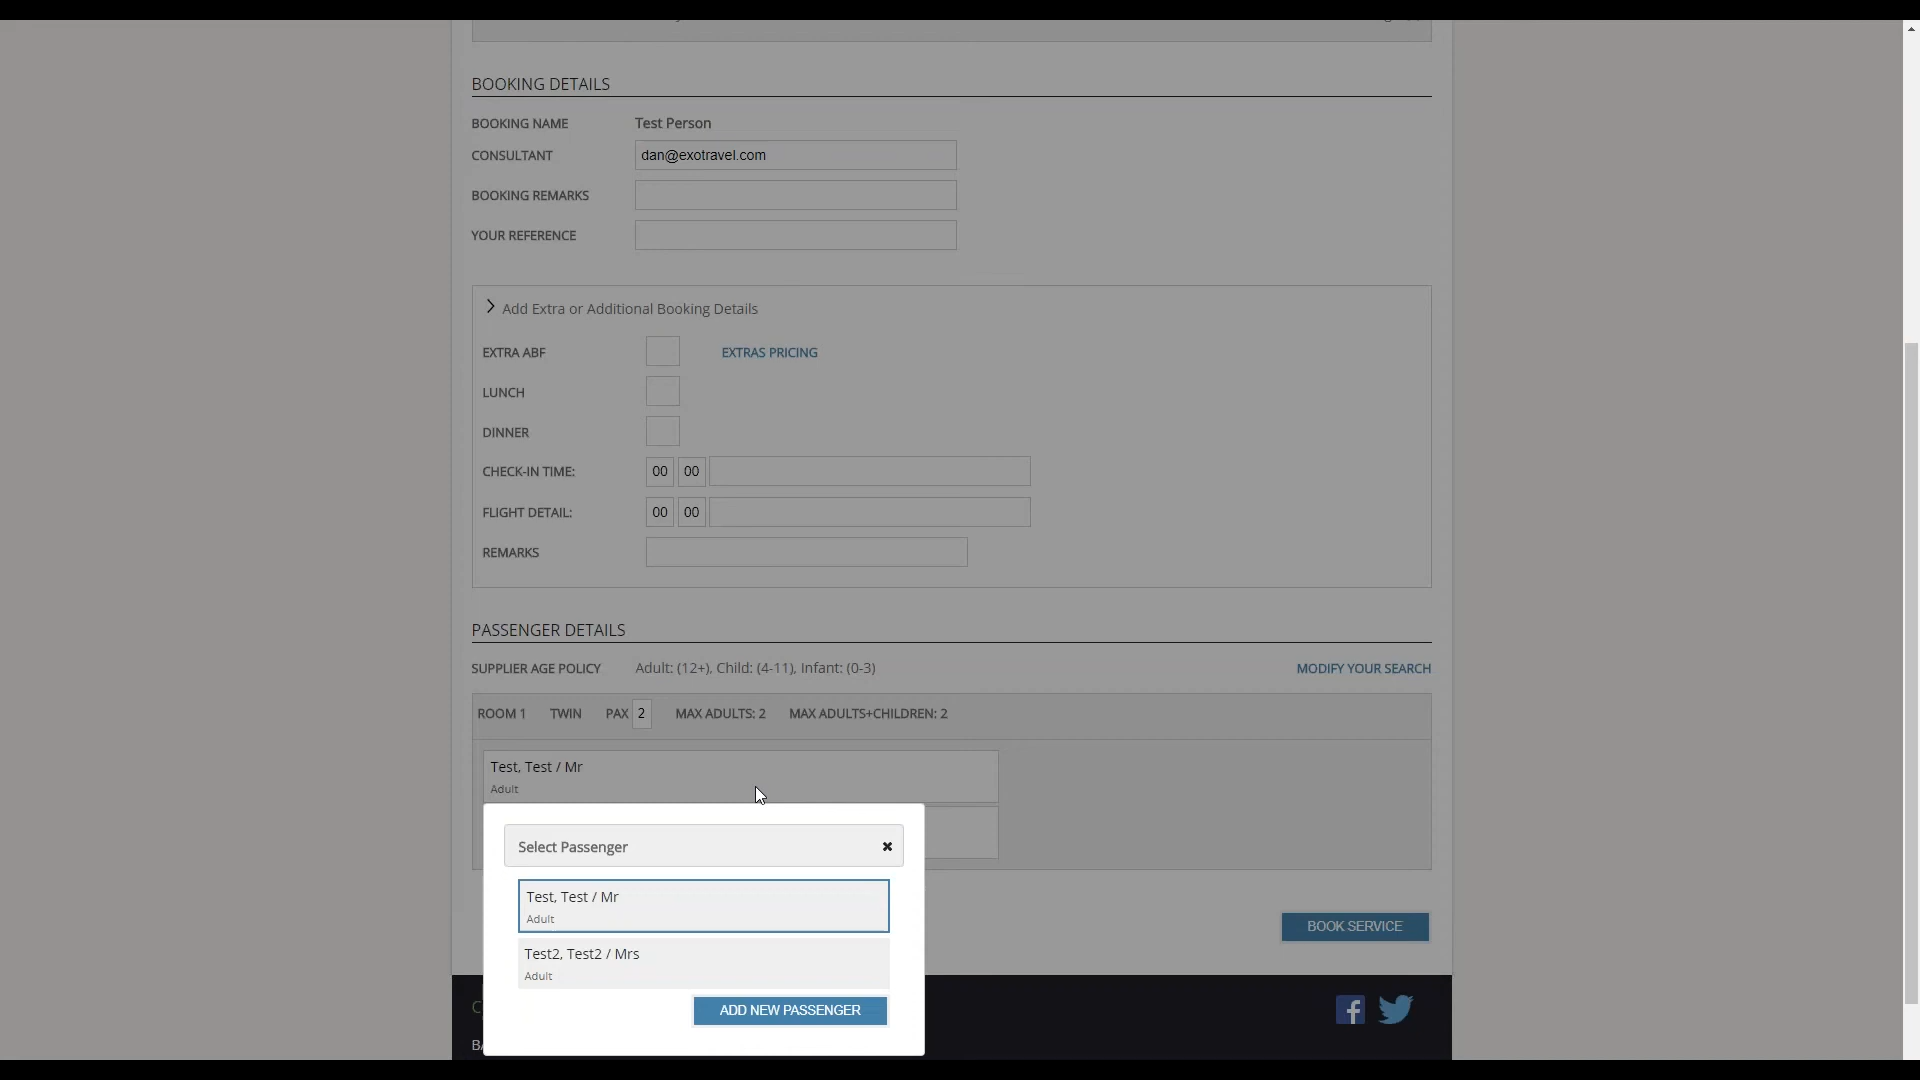 BOOKING DETAILS
BOOKING NAME Test Person
CONSULTANT dan@exotravel.com
BOOKING REMARKS
YOUR REFERENCE
Add Extra or Additional Booking Details
EXTRA ABF EXTRAS PRICING
LUNCH
DINNER
CHECK-IN TIME: 00 00
FLIGHT DETAIL: 00 00
REMARKS
PASSENGER DETAILS
SUPPLIER AGE POLICY Adult: (12+), Child: (4-11), Infant: (0-3) MODIFY YOUR SEARCH
ROOM 1 TWIN PAX 2 MAX ADULTS: 2 MAX ADULTS+CHILDREN: 2
Test, Test / Mr
Adult
Select Passenger
Test, Test / Mr
Adult
BOOK SERVICE
Test2, Test2 / Mrs
Adult
ADD NEW PASSENGER